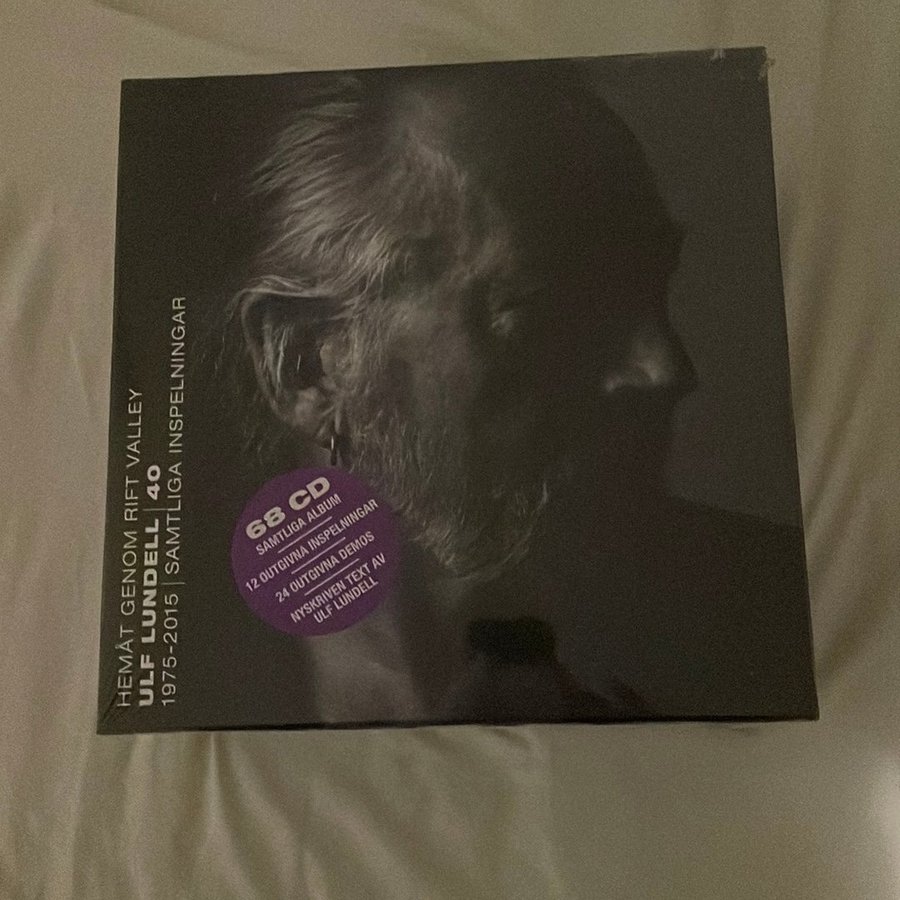 HEMÅT GENOM RIFT VALLEY
ULF LUNDELL | 40
1975-2015 | SAMTLIGA INSPELNINGAR
68 CD
SAMTLIGA ALBUM
12 OUTGIVNA INSPELNINGAR
24 OUTGIVNA DEMOS
NYSKRIVEN TEXT AV
ULF LUNDELL